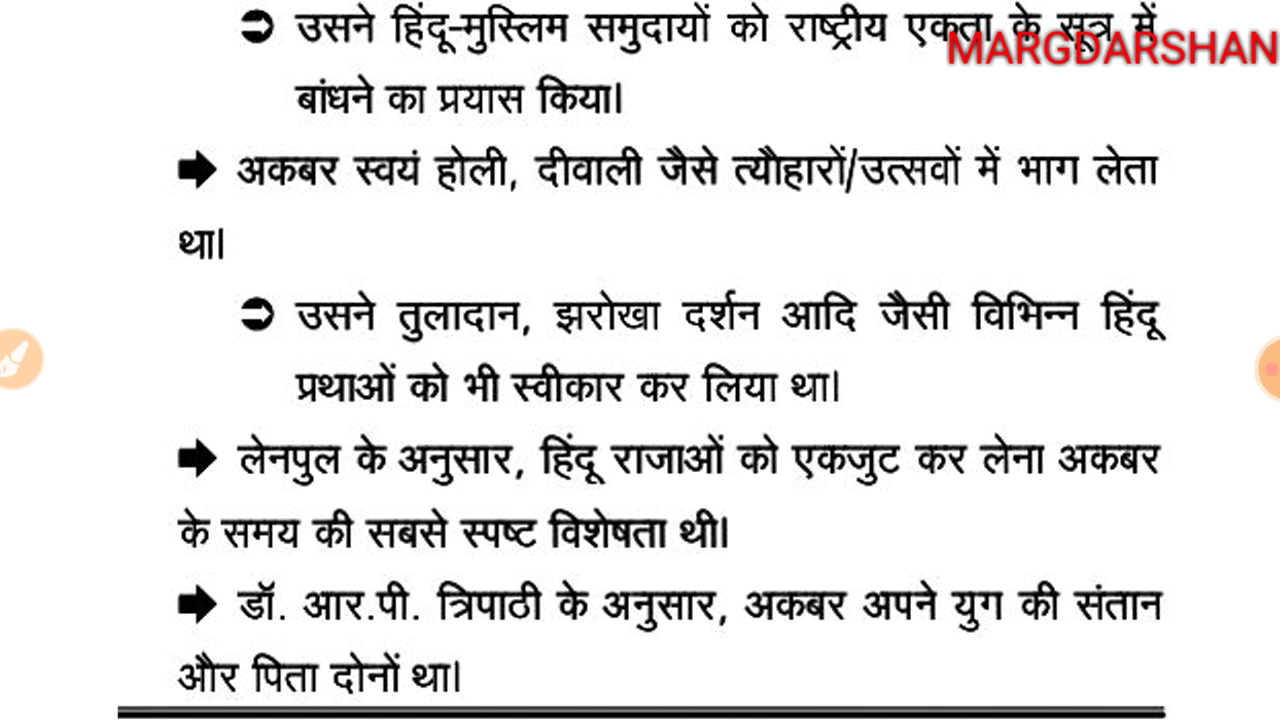 ➲ उसने हिंदू-मुस्लिम समुदायों को राष्ट्रीय एकता के सूत्र में
MARGDARSHAN
बांधने का प्रयास किया।
➡ अकबर स्वयं होली, दीवाली जैसे त्यौहारों/उत्सवों में भाग लेता
था।
➲ उसने तुलादान, झरोखा दर्शन आदि जैसी विभिन्न हिंदू
प्रथाओं को भी स्वीकार कर लिया था।
➡ लेनपुल के अनुसार, हिंदू राजाओं को एकजुट कर लेना अकबर
के समय की सबसे स्पष्ट विशेषता थी।
➡ डॉ. आर.पी. त्रिपाठी के अनुसार, अकबर अपने युग की संतान
और पिता दोनों था।